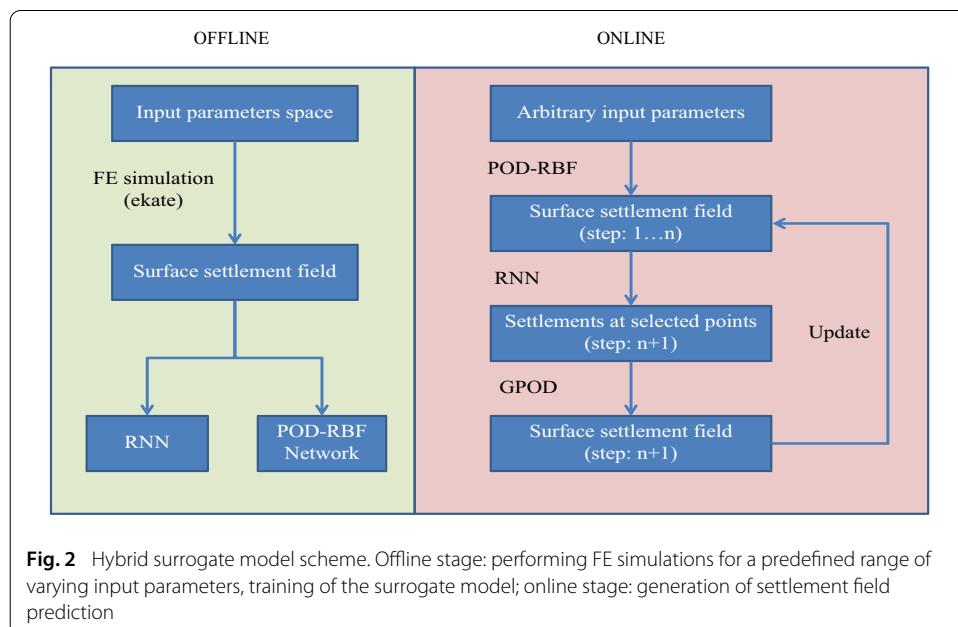 OFFLINE
ONLINE
Input parameters space
FE simulation
(ekate)
Surface settlement field
RNN
POD-RBF
Network
Arbitrary input parameters
POD-RBF
Surface settlement field
(step: 1…n)
RNN
Settlements at selected points
(step: n+1)
Update
GPOD
Surface settlement field
(step: n+1)
Fig. 2 Hybrid surrogate model scheme. Offline stage: performing FE simulations for a predefined range of
varying input parameters, training of the surrogate model; online stage: generation of settlement field
prediction